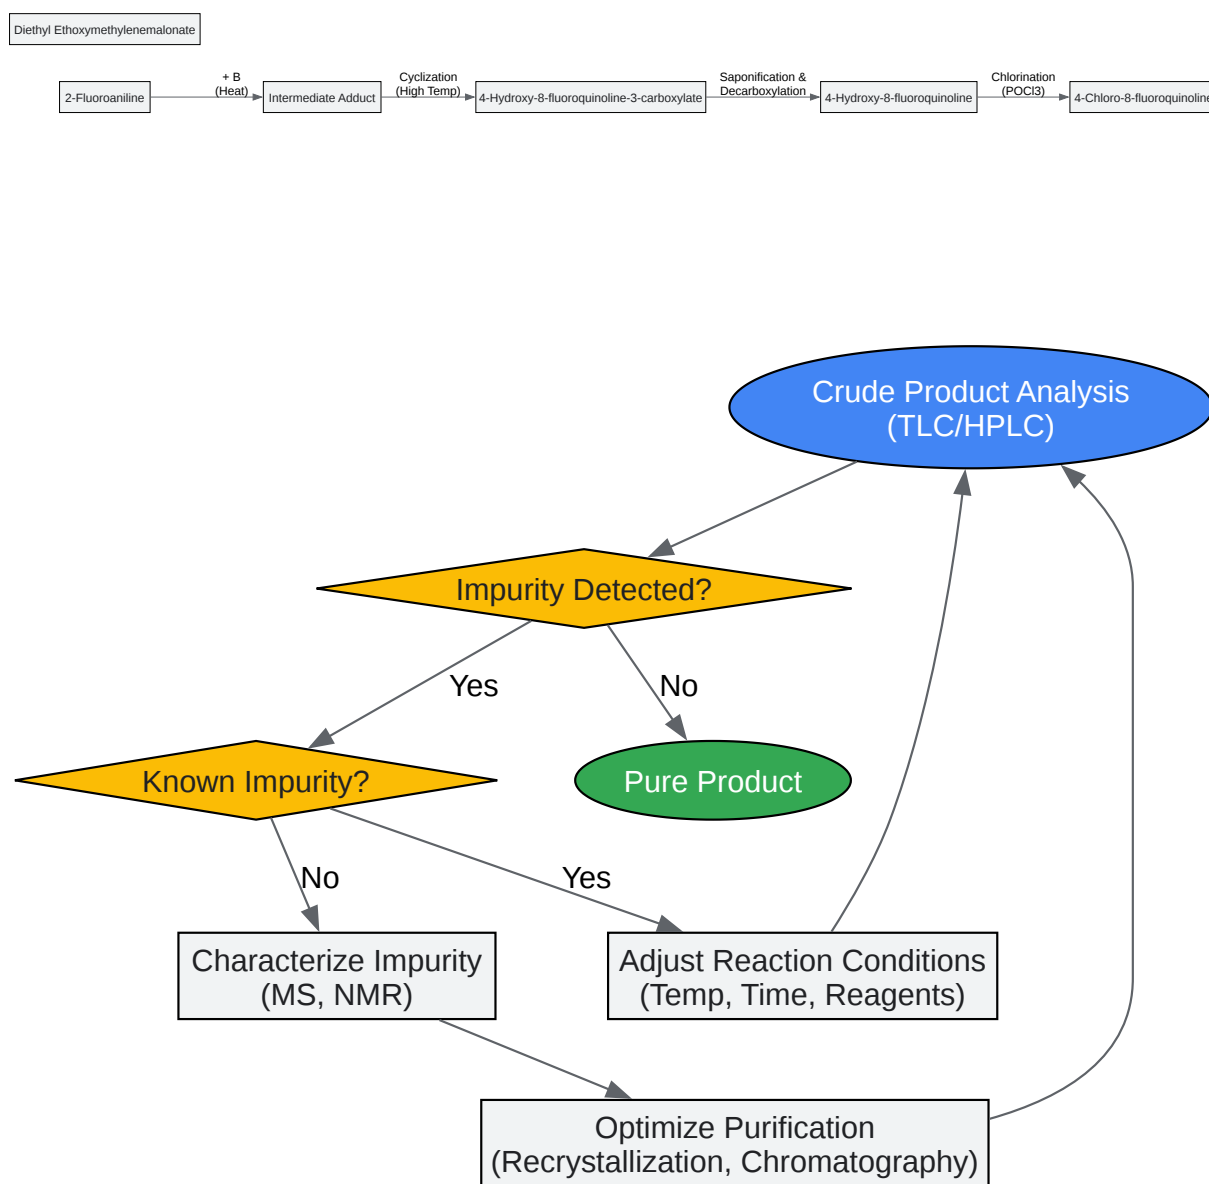 Diethyl Ethoxymethylenemalonate
2-Fluoroaniline
+ B
(Heat)
Intermediate Adduct
Cyclization
(High Temp)
4-Hydroxy-8-fluoroquinoline-3-carboxylate
Saponification &
Decarboxylation
4-Hydroxy-8-fluoroquinoline
Chlorination
(POCl3)
4-Chloro-8-fluoroquinoline
Crude Product Analysis
(TLC/HPLC)
Impurity Detected?
Yes
No
Known Impurity?
Pure Product
No
Yes
Characterize Impurity
(MS, NMR)
Adjust Reaction Conditions
(Temp, Time, Reagents)
Optimize Purification
(Recrystallization, Chromatography)